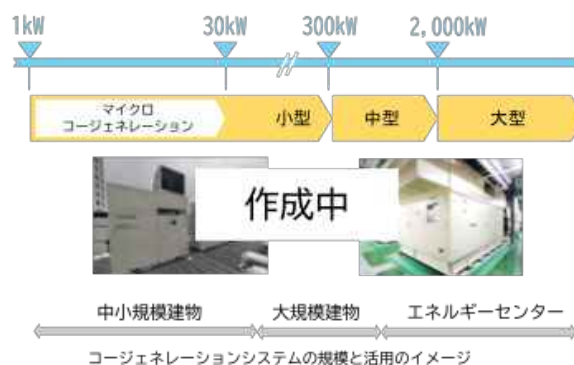 1kW 30kW 300kW 2,000kW
マイクロ
コージェネレーション
小型 中型 大型
作成中
中小規模建物 大規模建物 エネルギーセンター
コージェネレーションシステムの規模と活用のイメージ